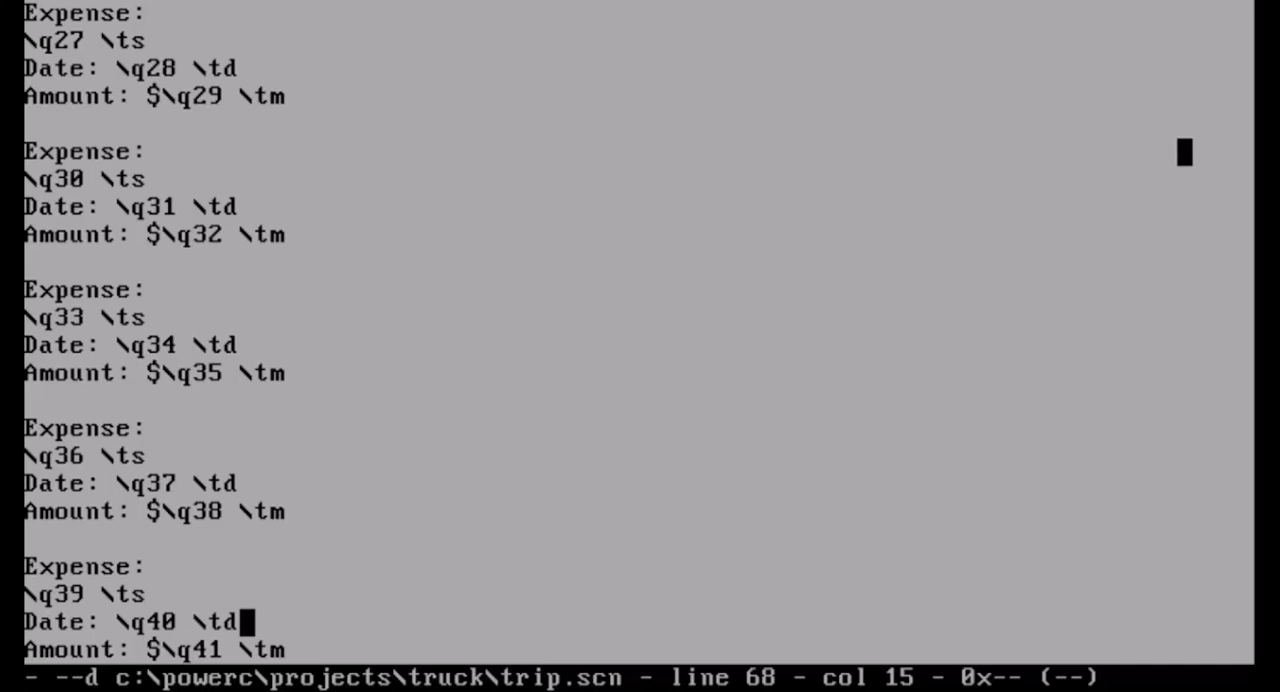 Expense:
\q27 \ts
Date: \q28 \td
Amount: $\q29 \tm
Expense:
\q30 \ts
Date: \q31 \td
Amount: $\q32 \tm
Expense:
\q33 \ts
Date: \q34 \td
Amount: $\q35 \tm
Expense:
\q36 \ts
Date: \q37 \td
Amount: $\q38 \tm
Expense:
\q39 \ts
Date: \q40 \td
Amount: $\q41 \tm
- --d c:\powerc\projects\truck\trip.scn - line 68 - col 15 - 0x-- (--)